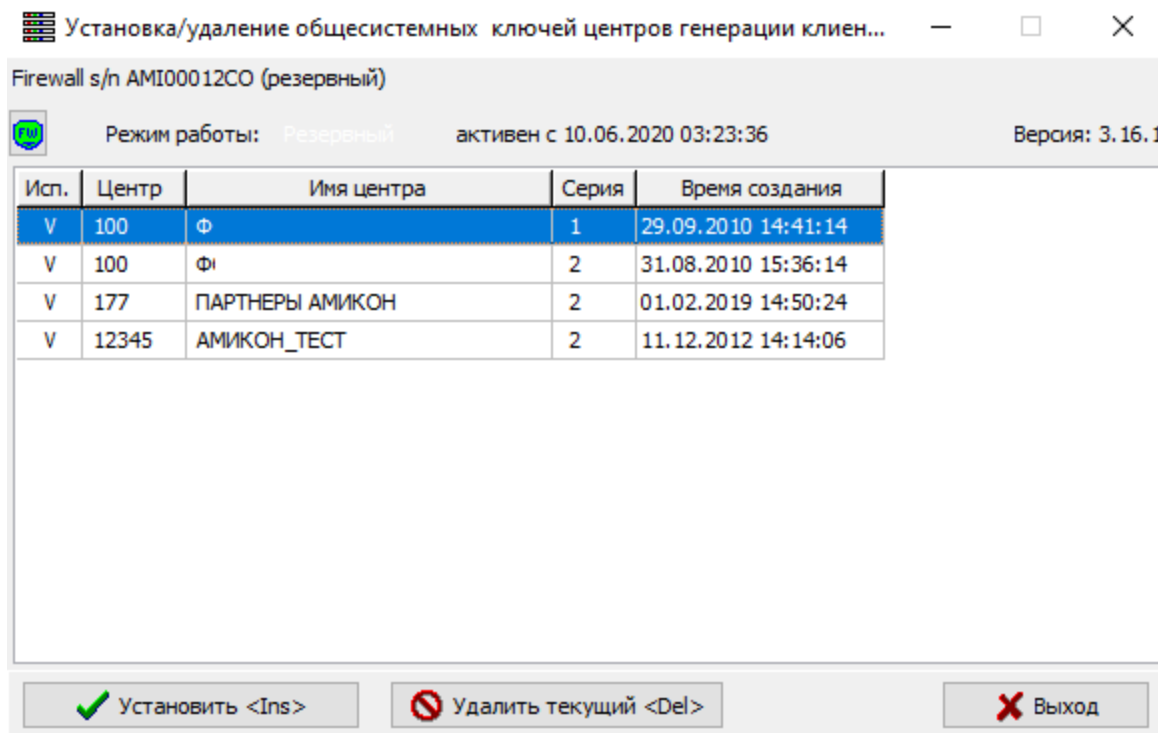 Установка/удаление общесистемных ключей центров генерации клиен...
Firewall s/n AMI00012CO (резервный)
FW Режим работы: Резервный активен с 10.06.2020 03:23:36 Версия: 3.16.1
Исп. Центр Имя центра Серия Время создания
V 100 Ф 1 29.09.2010 14:41:14
V 100 Ф 2 31.08.2010 15:36:14
V 177 ПАРТНЕРЫ АМИКОН 2 01.02.2019 14:50:24
V 12345 АМИКОН_ТЕСТ 2 11.12.2012 14:14:06
Установить <Ins> Удалить текущий <Del> Выход